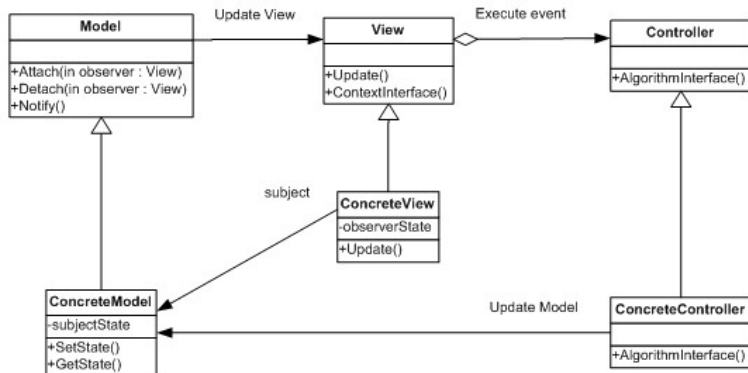 Model
+Attach(in observer : View)
+Detach(in observer : View)
+Notify()
Update View
View
+Update()
+ContextInterface()
Execute event
Controller
+AlgorithmInterface()
subject
ConcreteView
-observerState
+Update()
ConcreteModel
-subjectState
+SetState()
+GetState()
Update Model
ConcreteController
+AlgorithmInterface()